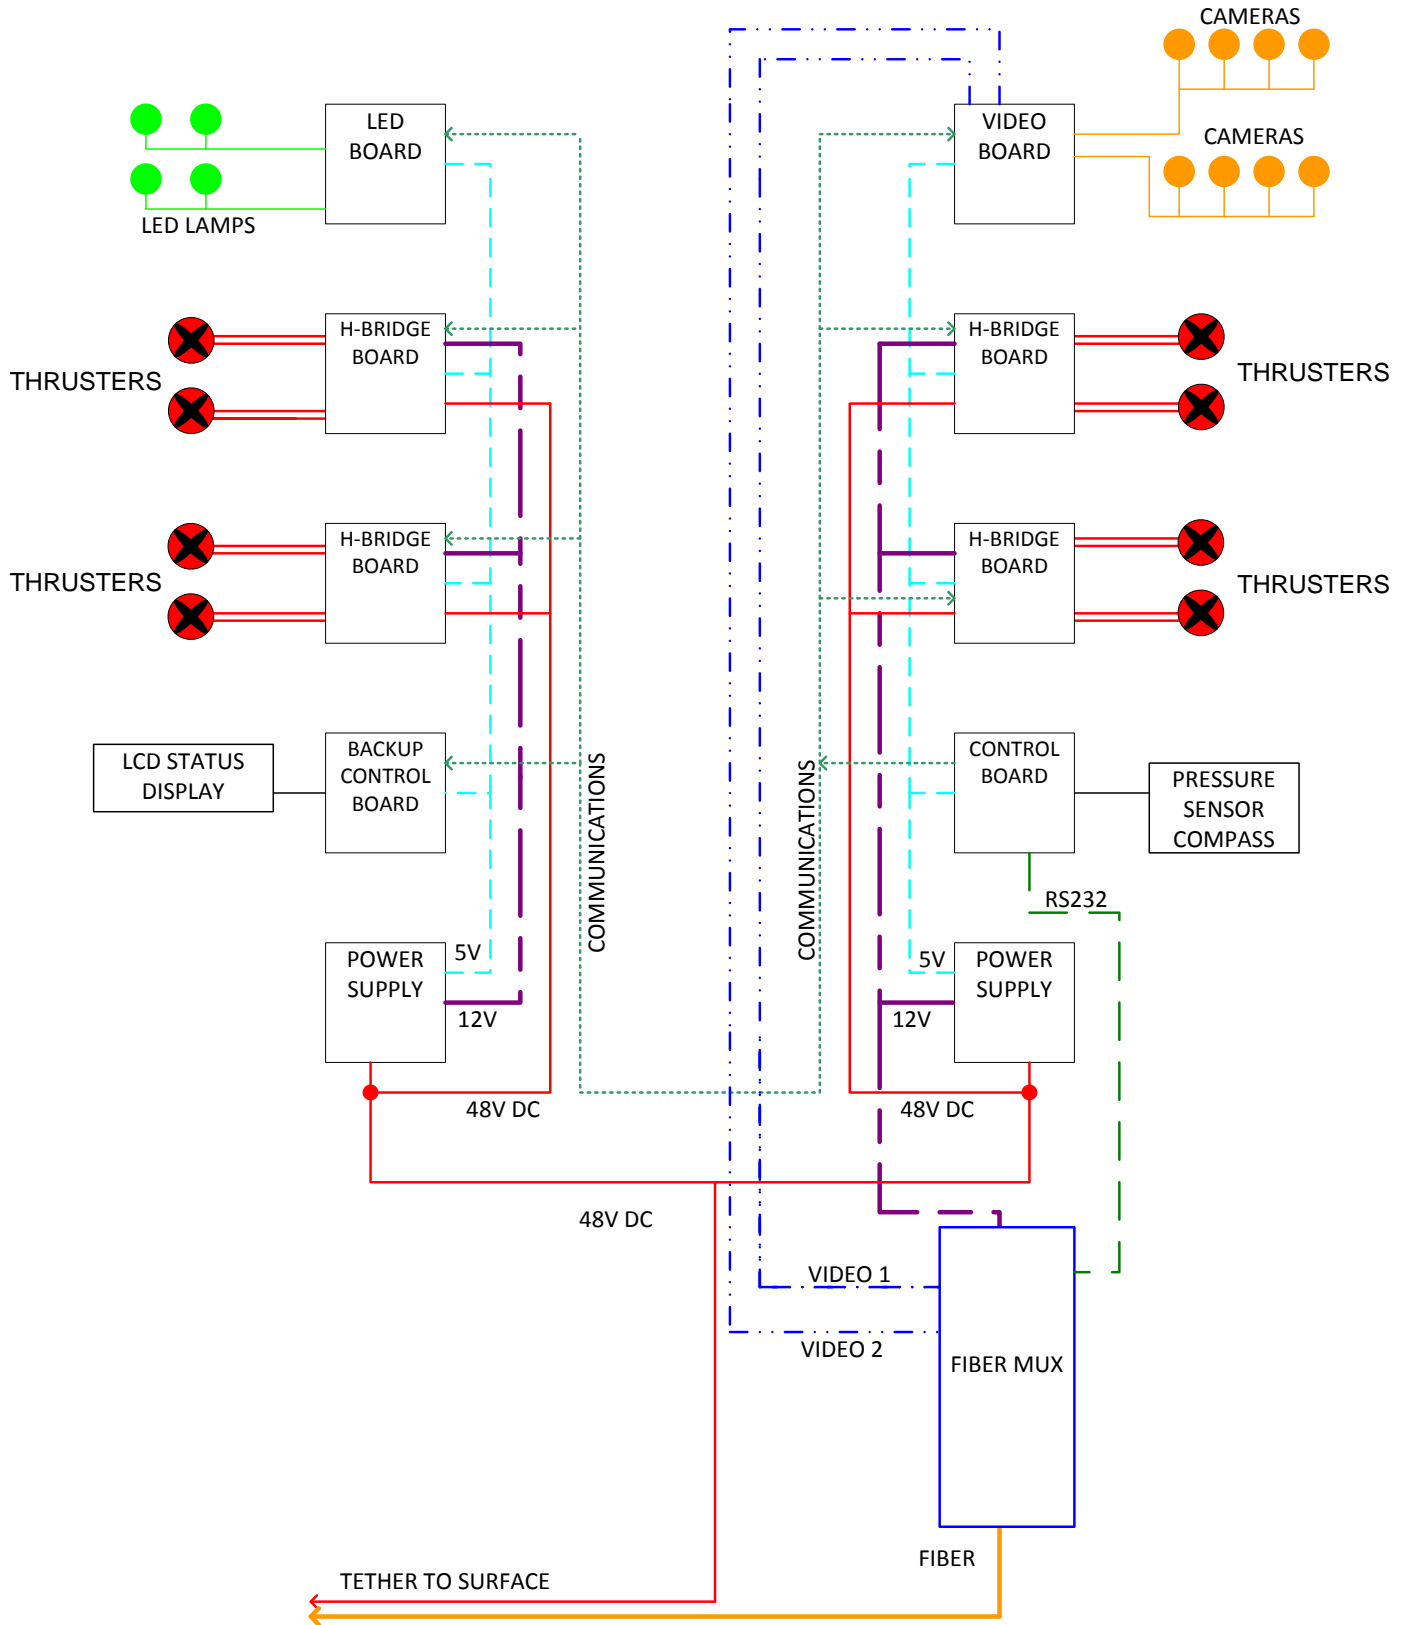 CAMERAS
LED
BOARD
VIDEO
BOARD
CAMERAS
LED LAMPS
H-BRIDGE
BOARD
THRUSTERS
H-BRIDGE
BOARD
THRUSTERS
H-BRIDGE
BOARD
THRUSTERS
H-BRIDGE
BOARD
THRUSTERS
LCD STATUS
DISPLAY
BACKUP
CONTROL
BOARD
COMMUNICATIONS
COMMUNICATIONS
CONTROL
BOARD
PRESSURE
SENSOR
COMPASS
RS232
POWER
SUPPLY
5V
12V
5V
12V
POWER
SUPPLY
48V DC
48V DC
48V DC
VIDEO 1
VIDEO 2
FIBER MUX
FIBER
TETHER TO SURFACE